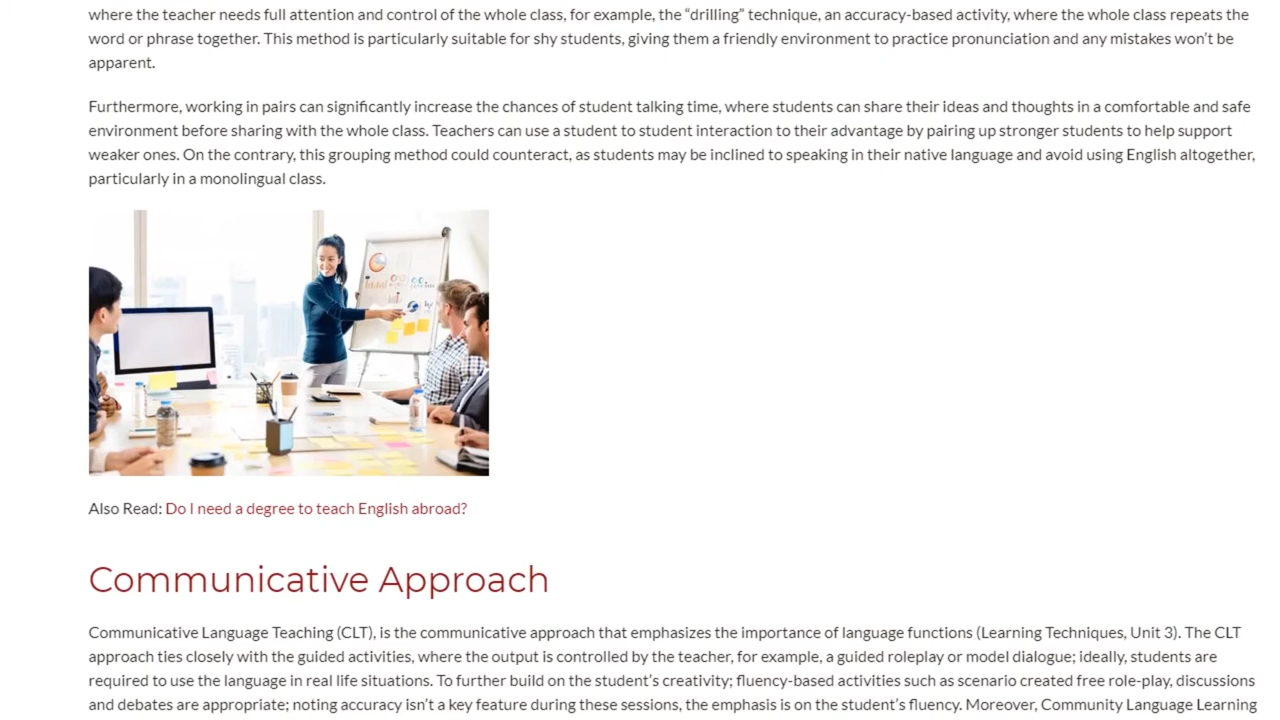 where the teacher needs full attention and control of the whole class, for example, the “drilling” technique, an accuracy-based activity, where the whole class repeats the
word or phrase together. This method is particularly suitable for shy students, giving them a friendly environment to practice pronunciation and any mistakes won’t be
apparent.
Furthermore, working in pairs can significantly increase the chances of student talking time, where students can share their ideas and thoughts in a comfortable and safe
environment before sharing with the whole class. Teachers can use a student to student interaction to their advantage by pairing up stronger students to help support
weaker ones. On the contrary, this grouping method could counteract, as students may be inclined to speaking in their native language and avoid using English altogether,
particularly in a monolingual class.
Also Read: Do I need a degree to teach English abroad?
Communicative Approach
Communicative Language Teaching (CLT), is the communicative approach that emphasizes the importance of language functions (Learning Techniques, Unit 3). The CLT
approach ties closely with the guided activities, where the output is controlled by the teacher, for example, a guided roleplay or model dialogue; ideally, students are
required to use the language in real life situations. To further build on the student’s creativity; fluency-based activities such as scenario created free role-play, discussions
and debates are appropriate; noting accuracy isn’t a key feature during these sessions, the emphasis is on the student’s fluency. Moreover, Community Language Learning